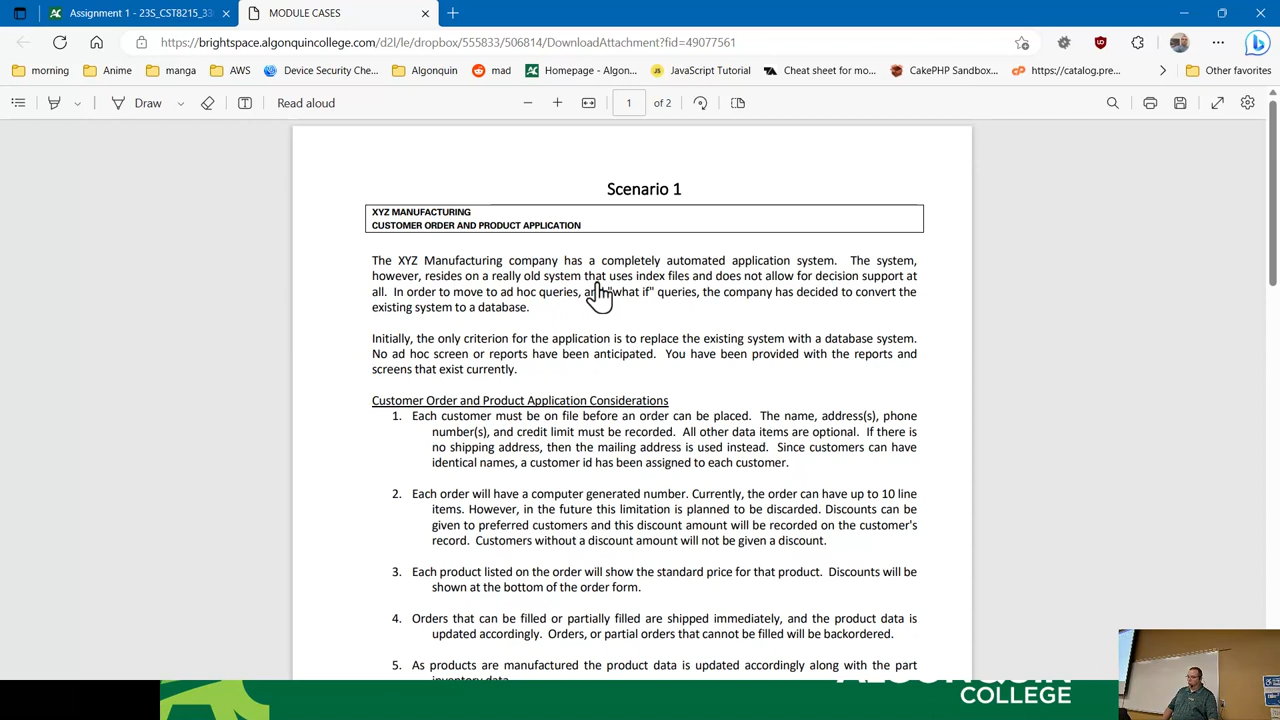 Assignment 1 - 23S_CST8215_33
MODULE CASES
https://brightspace.algonquincollege.com/d2l/le/dropbox/555833/506814/DownloadAttachment?fid=49077561
morning
Anime
manga
AWS
Device Security Che...
Algonquin
mad
Homepage - Algon...
JavaScript Tutorial
Cheat sheet for mo...
CakePHP Sandbox...
https://catalog.pre...
Other favorites
Draw
Read aloud
1 of 2
Scenario 1
XYZ MANUFACTURING
CUSTOMER ORDER AND PRODUCT APPLICATION
The XYZ Manufacturing company has a completely automated application system. The system,
however, resides on a really old system that uses index files and does not allow for decision support at
all. In order to move to ad hoc queries, and "what if" queries, the company has decided to convert the
existing system to a database.
Initially, the only criterion for the application is to replace the existing system with a database system.
No ad hoc screen or reports have been anticipated. You have been provided with the reports and
screens that exist currently.
Customer Order and Product Application Considerations
1. Each customer must be on file before an order can be placed. The name, address(s), phone
number(s), and credit limit must be recorded. All other data items are optional. If there is
no shipping address, then the mailing address is used instead. Since customers can have
identical names, a customer id has been assigned to each customer.
2. Each order will have a computer generated number. Currently, the order can have up to 10 line
items. However, in the future this limitation is planned to be discarded. Discounts can be
given to preferred customers and this discount amount will be recorded on the customer's
record. Customers without a discount amount will not be given a discount.
3. Each product listed on the order will show the standard price for that product. Discounts will be
shown at the bottom of the order form.
4. Orders that can be filled or partially filled are shipped immediately, and the product data is
updated accordingly. Orders, or partial orders that cannot be filled will be backordered.
5. As products are manufactured the product data is updated accordingly along with the part
inventory data.
ALGONQUIN
COLLEGE